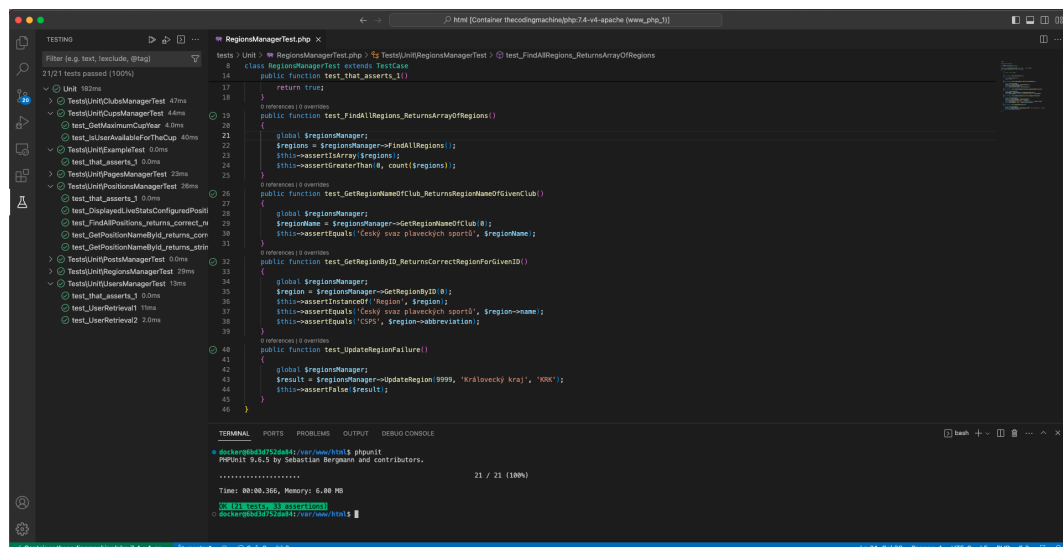 html [Container thecodingmachine/php:7.4-v4-apache (www_php_1)]
TESTING
Filter (e.g. text, !exclude, @tag)
21/21 tests passed (100%)
Unit 182ms
Tests\Unit\ClubsManagerTest 47ms
Tests\Unit\CupsManagerTest 44ms
test_GetMaximumCupYear 4.0ms
test_IsUserAvailableForTheCup 40ms
Tests\Unit\ExampleTest 0.0ms
test_that_asserts_1 0.0ms
Tests\Unit\PagesManagerTest 23ms
Tests\Unit\PositionsManagerTest 26ms
test_that_asserts_1 0.0ms
test_DisplayedLiveStatsConfiguredPositi
test_FindAllPositions_returns_correct_n
test_GetPositionNameById_returns_corr
test_GetPositionNameById_returns_strin
Tests\Unit\PostsManagerTest 0.0ms
Tests\Unit\RegionsManagerTest 29ms
Tests\Unit\UsersManagerTest 13ms
test_that_asserts_1 0.0ms
test_UserRetrieval1 11ms
test_UserRetrieval2 2.0ms
20
RegionsManagerTest.php
tests > Unit > RegionsManagerTest.php > Tests\Unit\RegionsManagerTest > test_FindAllRegions_ReturnsArrayOfRegions
8 class RegionsManagerTest extends TestCase
14 public function test_that_asserts_1()
17 return true;
18 }
0 references | 0 overrides
19 public function test_FindAllRegions_ReturnsArrayOfRegions()
20 {
21 global $regionsManager;
22 $regions = $regionsManager->FindAllRegions();
23 $this->assertIsArray($regions);
24 $this->assertGreaterThan(0, count($regions));
25 }
0 references | 0 overrides
26 public function test_GetRegionNameOfClub_ReturnsRegionNameOfGivenClub()
27 {
28 global $regionsManager;
29 $regionName = $regionsManager->GetRegionNameOfClub(0);
30 $this->assertEquals('Český svaz plaveckých sportů', $regionName);
31 }
0 references | 0 overrides
32 public function test_GetRegionByID_ReturnsCorrectRegionForGivenID()
33 {
34 global $regionsManager;
35 $region = $regionsManager->GetRegionByID(0);
36 $this->assertInstanceOf('Region', $region);
37 $this->assertEquals('Český svaz plaveckých sportů', $region->name);
38 $this->assertEquals('CSPS', $region->abbreviation);
39 }
0 references | 0 overrides
40 public function test_UpdateRegionFailure()
41 {
42 global $regionsManager;
43 $result = $regionsManager->UpdateRegion(9999, 'Královecký kraj', 'KRK');
44 $this->assertFalse($result);
45 }
46 }
TERMINAL PORTS PROBLEMS OUTPUT DEBUG CONSOLE
bash
docker@6bd3d752da84:/var/www/html$ phpunit
PHPUnit 9.6.5 by Sebastian Bergmann and contributors.
..................... 21 / 21 (100%)
Time: 00:00.366, Memory: 6.00 MB
OK (21 tests, 33 assertions)
docker@6bd3d752da84:/var/www/html$